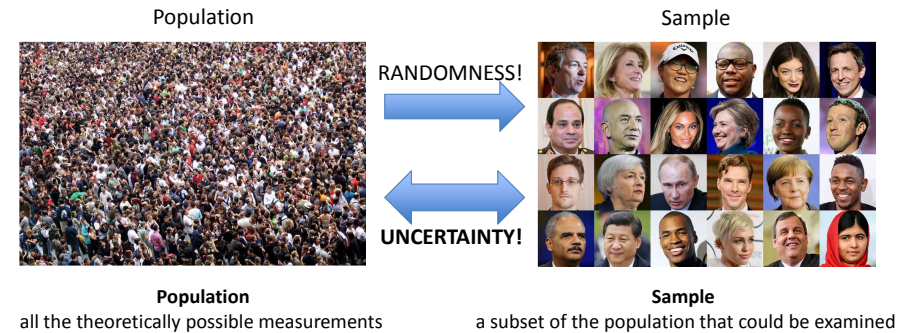 Population
Sample
RANDOMNESS!
Callaway
UNCERTAINTY!
Population
all the theoretically possible measurements
Sample
a subset of the population that could be examined